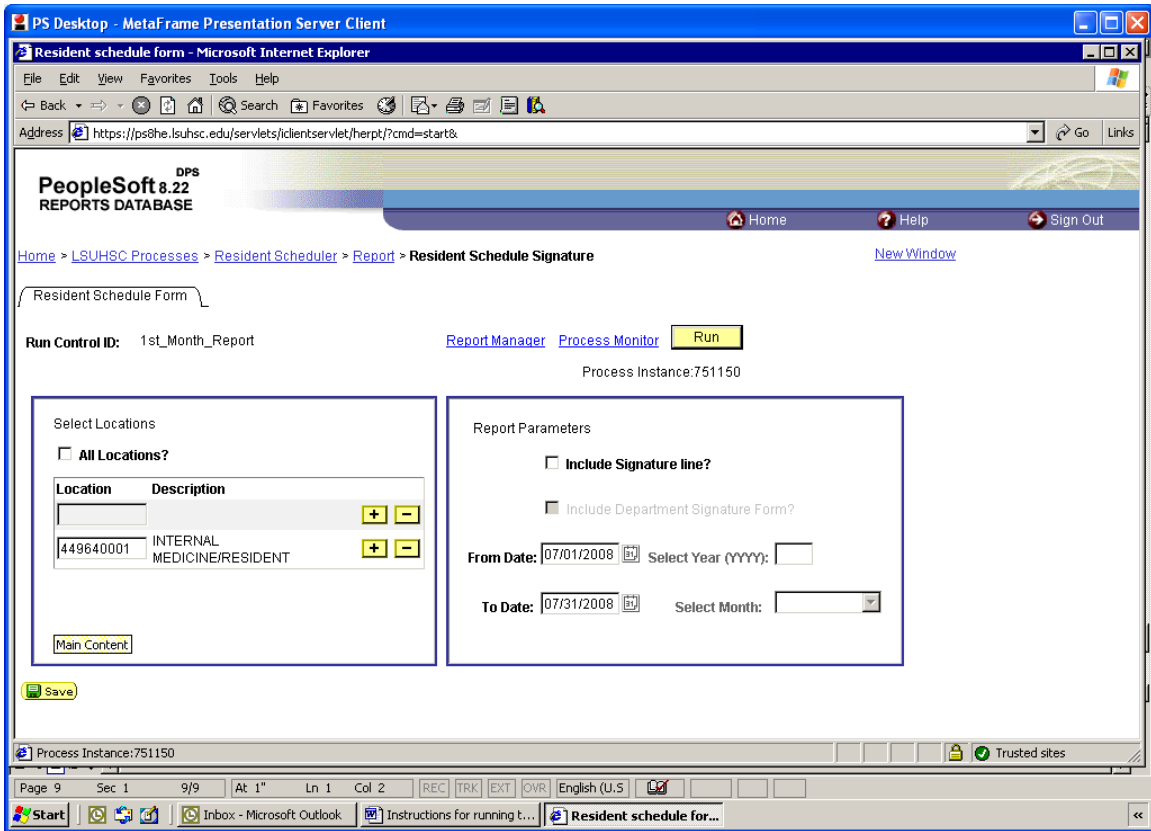 PS Desktop - MetaFrame Presentation Server Client
Resident schedule form - Microsoft Internet Explorer
File Edit View Favorites Tools Help
Back Search Favorites
Address https://ps8he.lsuhsc.edu/servlets/iclientservlet/herpt/?cmd=start& Go Links
DPS
PeopleSoft 8.22
REPORTS DATABASE
Home Help Sign Out
Home > LSUHSC Processes > Resident Scheduler > Report > Resident Schedule Signature New Window
Resident Schedule Form
Run Control ID: 1st_Month_Report Report Manager Process Monitor Run
Process Instance:751150
Select Locations
All Locations?
Location Description
+ −
449640001 INTERNAL MEDICINE/RESIDENT + −
Main Content
Report Parameters
Include Signature line?
Include Department Signature Form?
From Date: 07/01/2008 Select Year (YYYY):
To Date: 07/31/2008 Select Month:
Save
Process Instance:751150 Trusted sites
Page 9 Sec 1 9/9 At 1" Ln 1 Col 2 REC TRK EXT OVR English (U.S
Start Inbox - Microsoft Outlook Instructions for running t... Resident schedule for... «